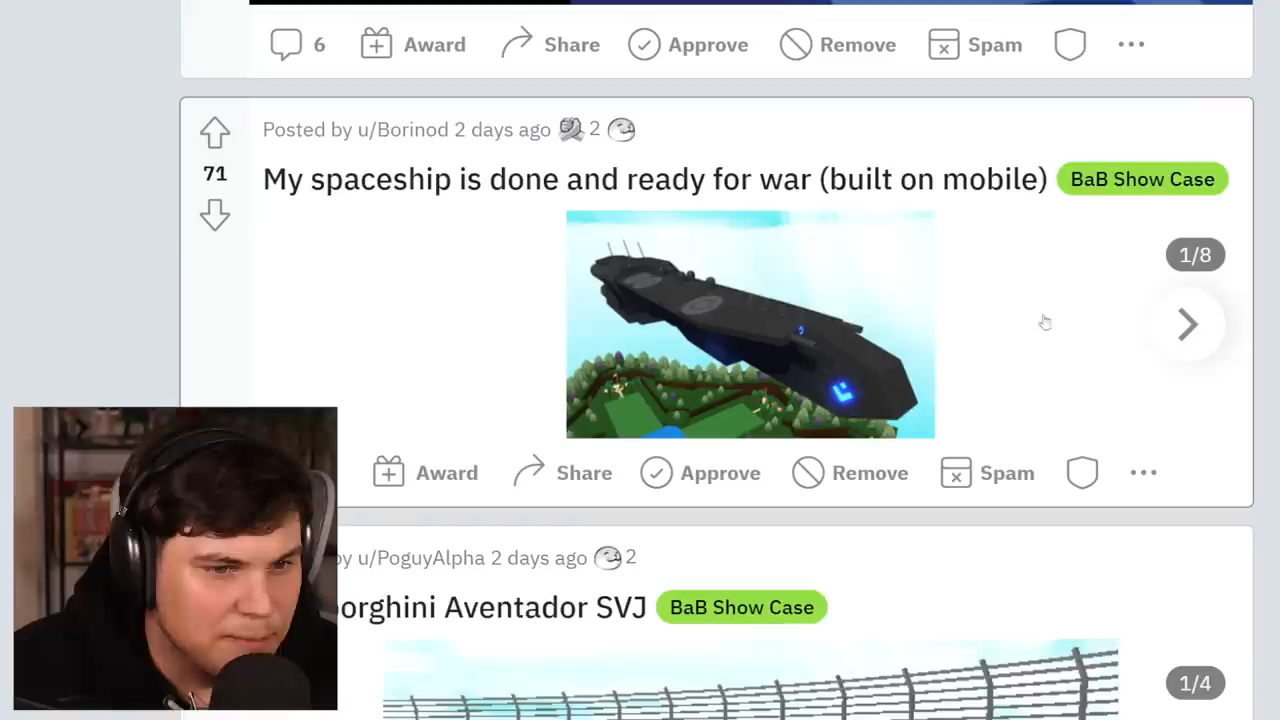 6 Award Share Approve Remove Spam
Posted by u/Borinod 2 days ago 2
71
My spaceship is done and ready for war (built on mobile) BaB Show Case
1/8
Award Share Approve Remove Spam
by u/PoguyAlpha 2 days ago 2
orghini Aventador SVJ BaB Show Case
1/4